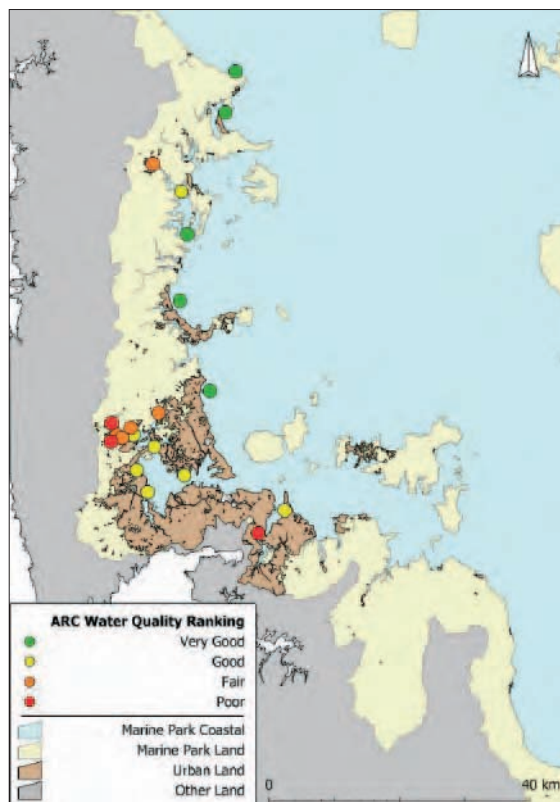 ARC Water Quality Ranking
Very Good
Good
Fair
Poor
Marine Park Coastal
Marine Park Land
Urban Land
Other Land
0 40 km